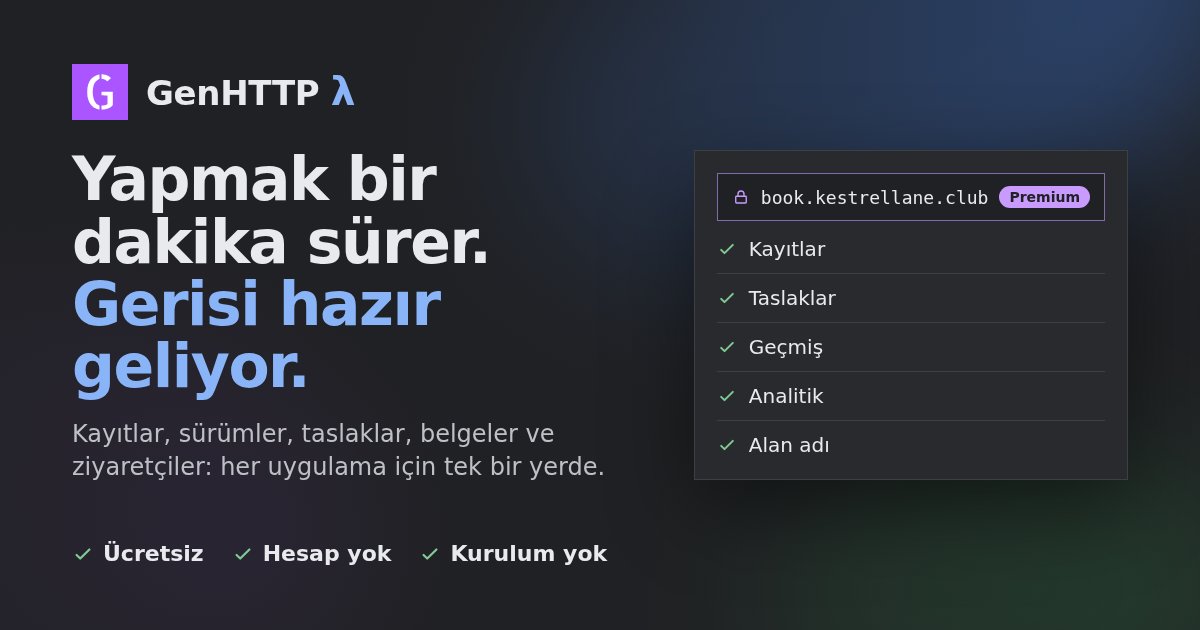 GenHTTP λ
Yapmak bir
dakika sürer.
Gerisi hazır
geliyor.
Kayıtlar, sürümler, taslaklar, belgeler ve
ziyaretçiler: her uygulama için tek bir yerde.
Ücretsiz
Hesap yok
Kurulum yok
book.kestrellane.club Premium
Kayıtlar
Taslaklar
Geçmiş
Analitik
Alan adı